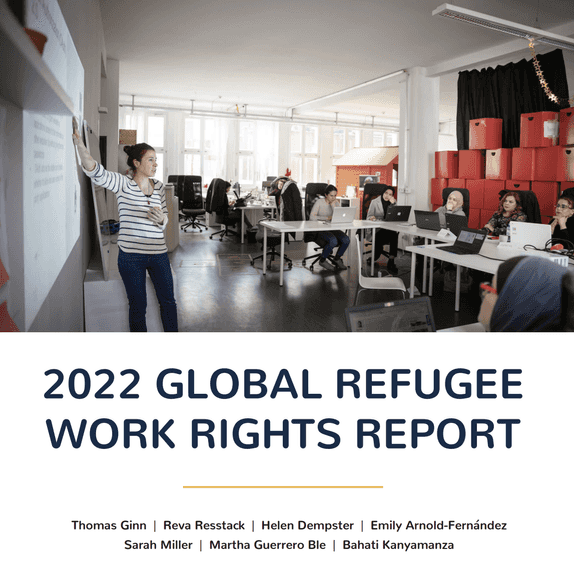 2022 GLOBAL REFUGEE
WORK RIGHTS REPORT
Thomas Ginn | Reva Resstack | Helen Dempster | Emily Arnold-Fernández
Sarah Miller | Martha Guerrero Ble | Bahati Kanyamanza